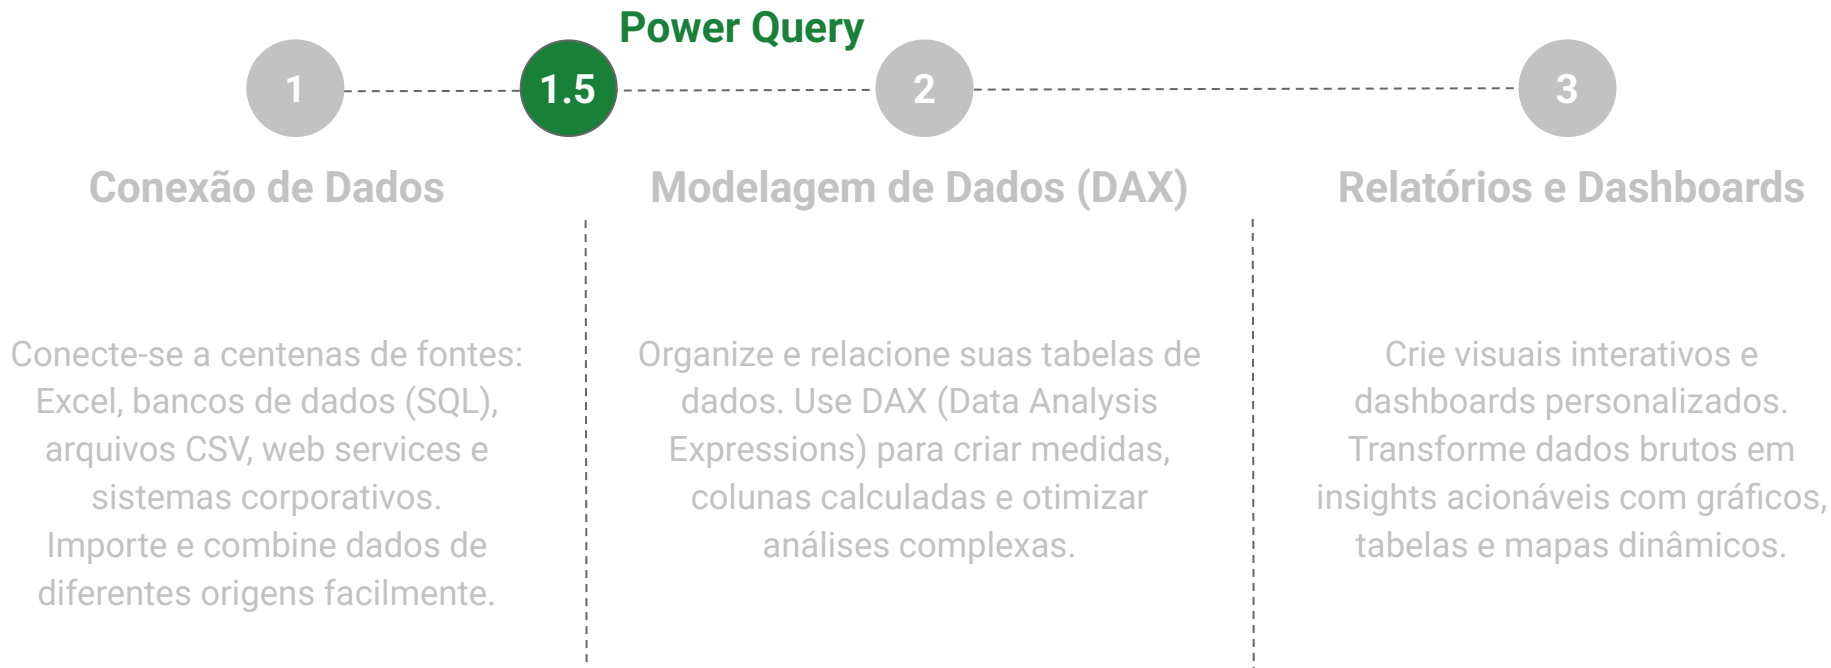 Power Query
1
1.5
2
3
Conexão de Dados
Modelagem de Dados (DAX)
Relatórios e Dashboards
Conecte-se a centenas de fontes:
Excel, bancos de dados (SQL),
arquivos CSV, web services e
sistemas corporativos.
Importe e combine dados de
diferentes origens facilmente.
Organize e relacione suas tabelas de
dados. Use DAX (Data Analysis
Expressions) para criar medidas,
colunas calculadas e otimizar
análises complexas.
Crie visuais interativos e
dashboards personalizados.
Transforme dados brutos em
insights acionáveis com gráficos,
tabelas e mapas dinâmicos.